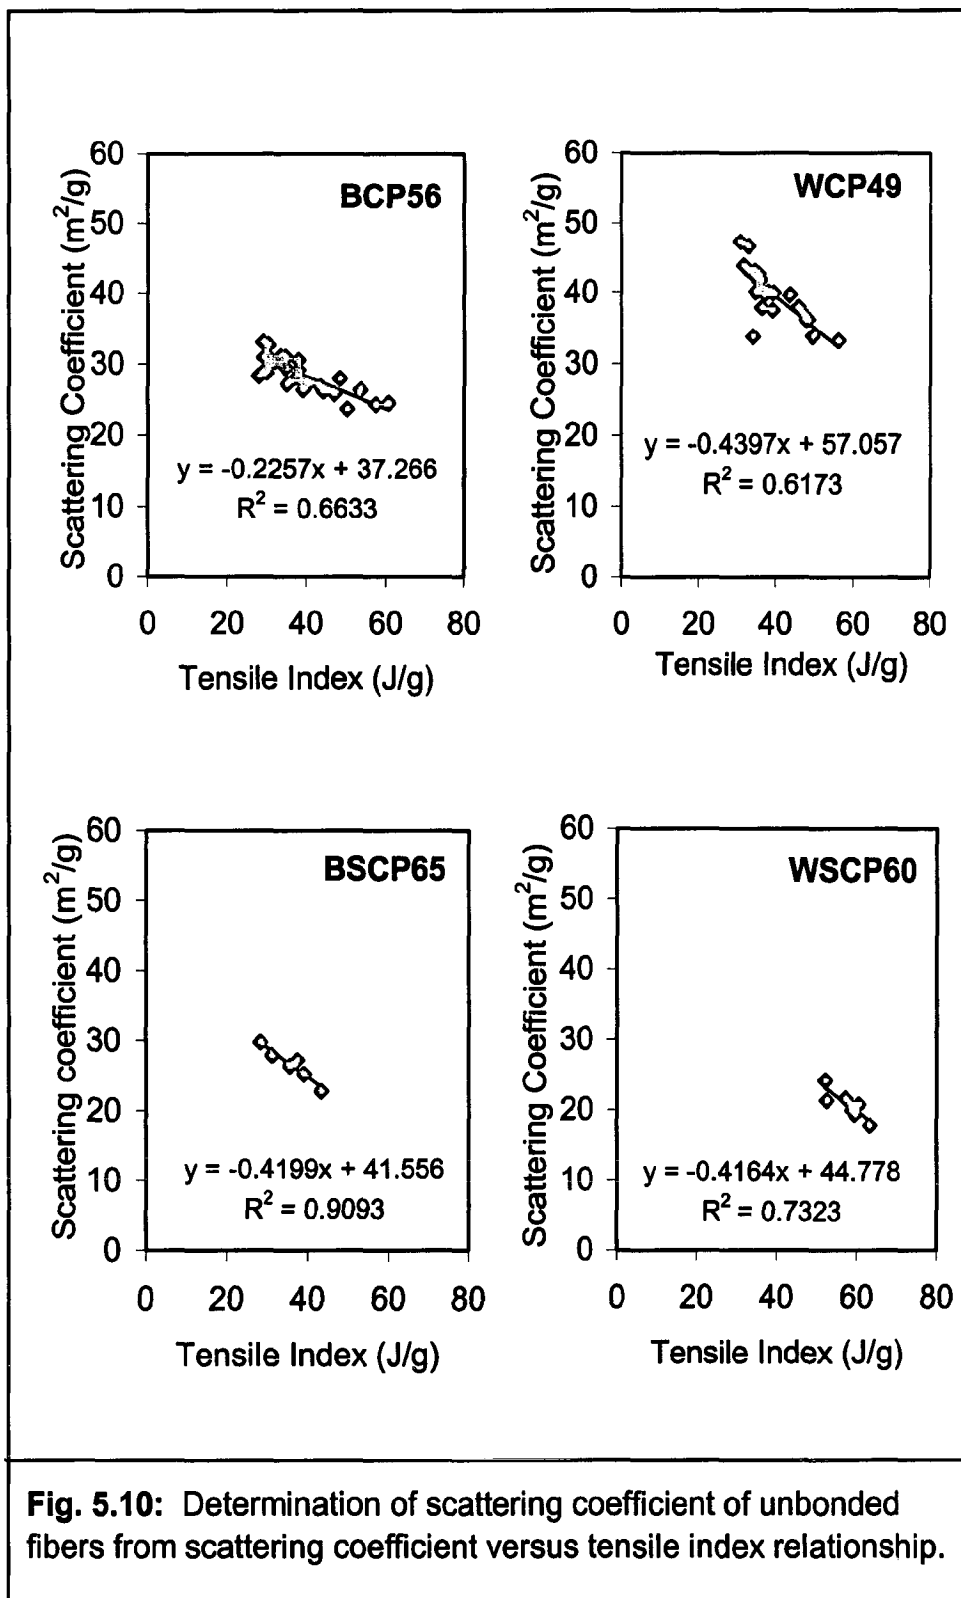 BCP56
Scattering Coefficient (m²/g)
60
50
40
30
20
10
0
y = -0.2257x + 37.266
R² = 0.6633
0 20 40 60 80
Tensile Index (J/g)
WCP49
Scattering Coefficient (m²/g)
60
50
40
30
20
10
0
y = -0.4397x + 57.057
R² = 0.6173
0 20 40 60 80
Tensile Index (J/g)
BSCP65
Scattering coefficient (m²/g)
60
50
40
30
20
10
0
y = -0.4199x + 41.556
R² = 0.9093
0 20 40 60 80
Tensile Index (J/g)
WSCP60
Scattering Coefficient (m²/g)
60
50
40
30
20
10
0
y = -0.4164x + 44.778
R² = 0.7323
0 20 40 60 80
Tensile Index (J/g)
Fig. 5.10: Determination of scattering coefficient of unbonded
fibers from scattering coefficient versus tensile index relationship.